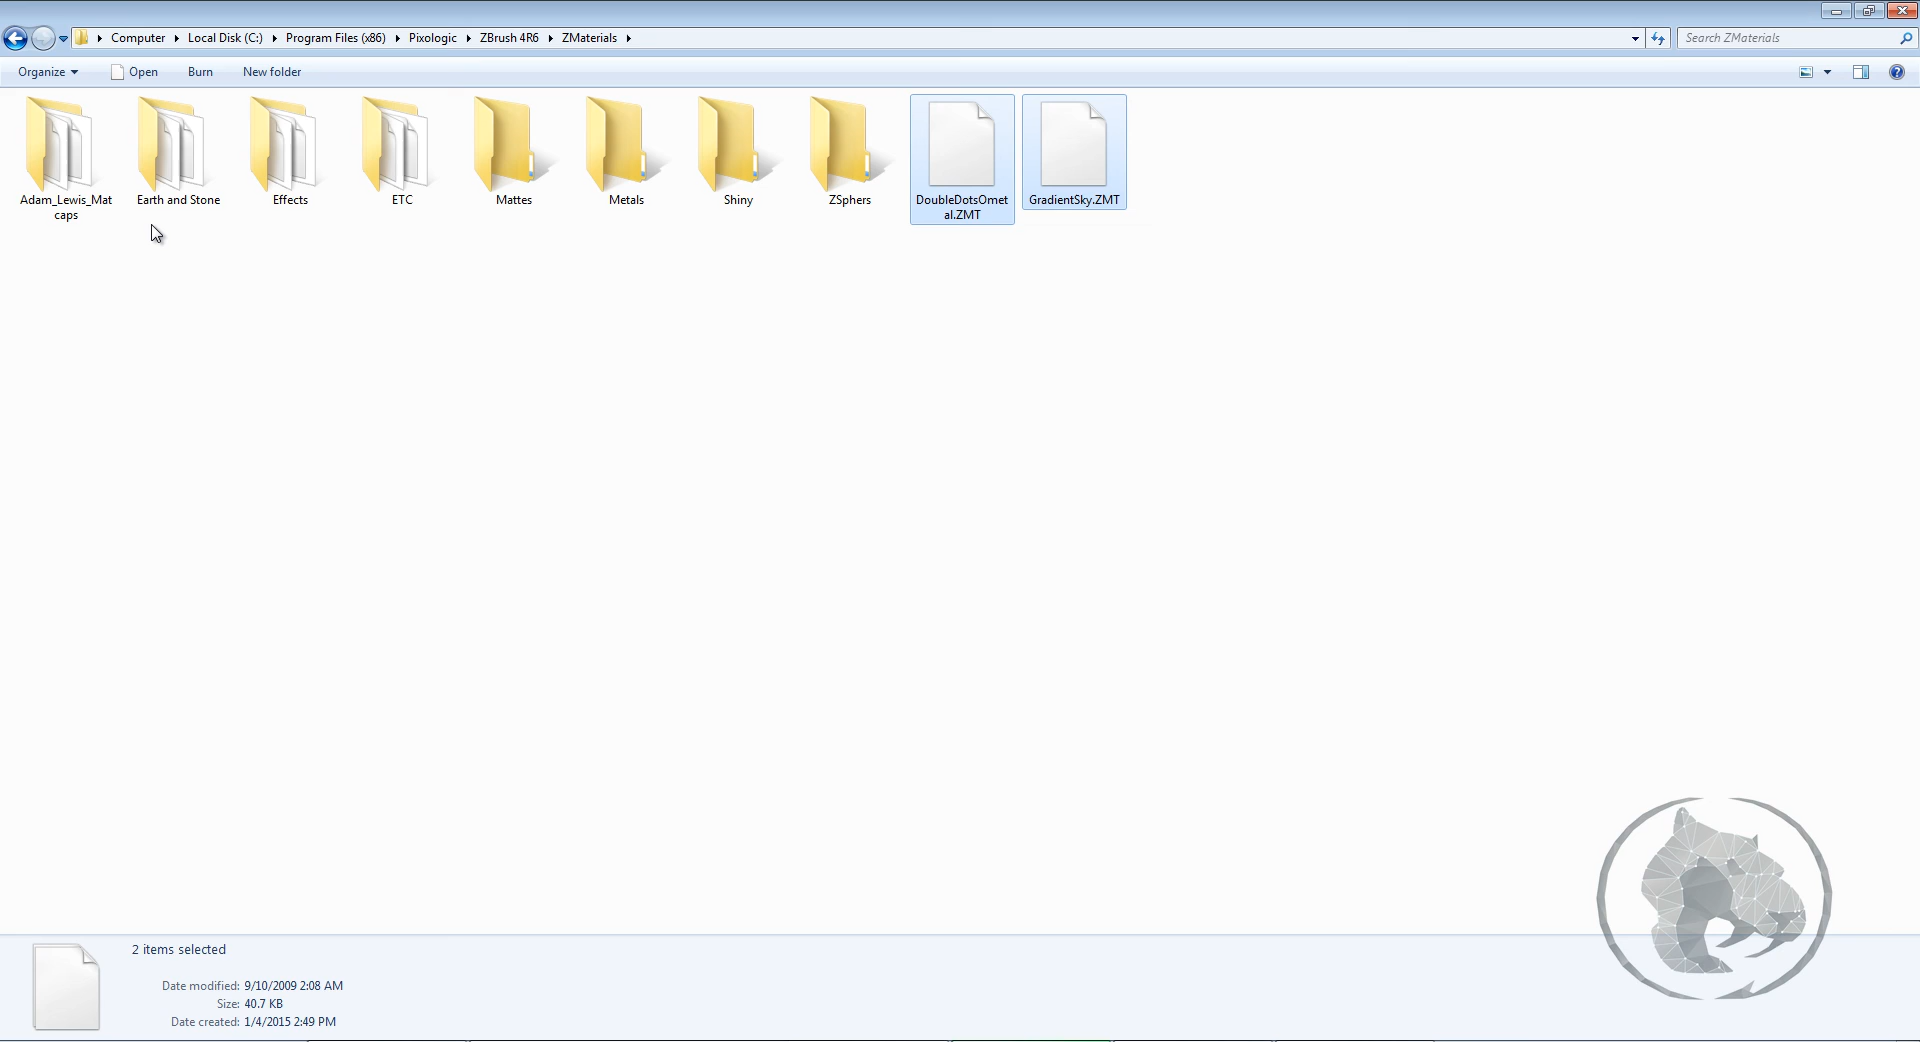 Computer Local Disk (C:) Program Files (x86) Pixologic ZBrush 4R6 ZMaterials
Search ZMaterials
Organize Open Burn New folder
Adam_Lewis_Mat
caps
Earth and Stone
Effects
ETC
Mattes
Metals
Shiny
ZSphers
DoubleDotsOmet
al.ZMT
GradientSky.ZMT
2 items selected
Date modified: 9/10/2009 2:08 AM
Size: 40.7 KB
Date created: 1/4/2015 2:49 PM